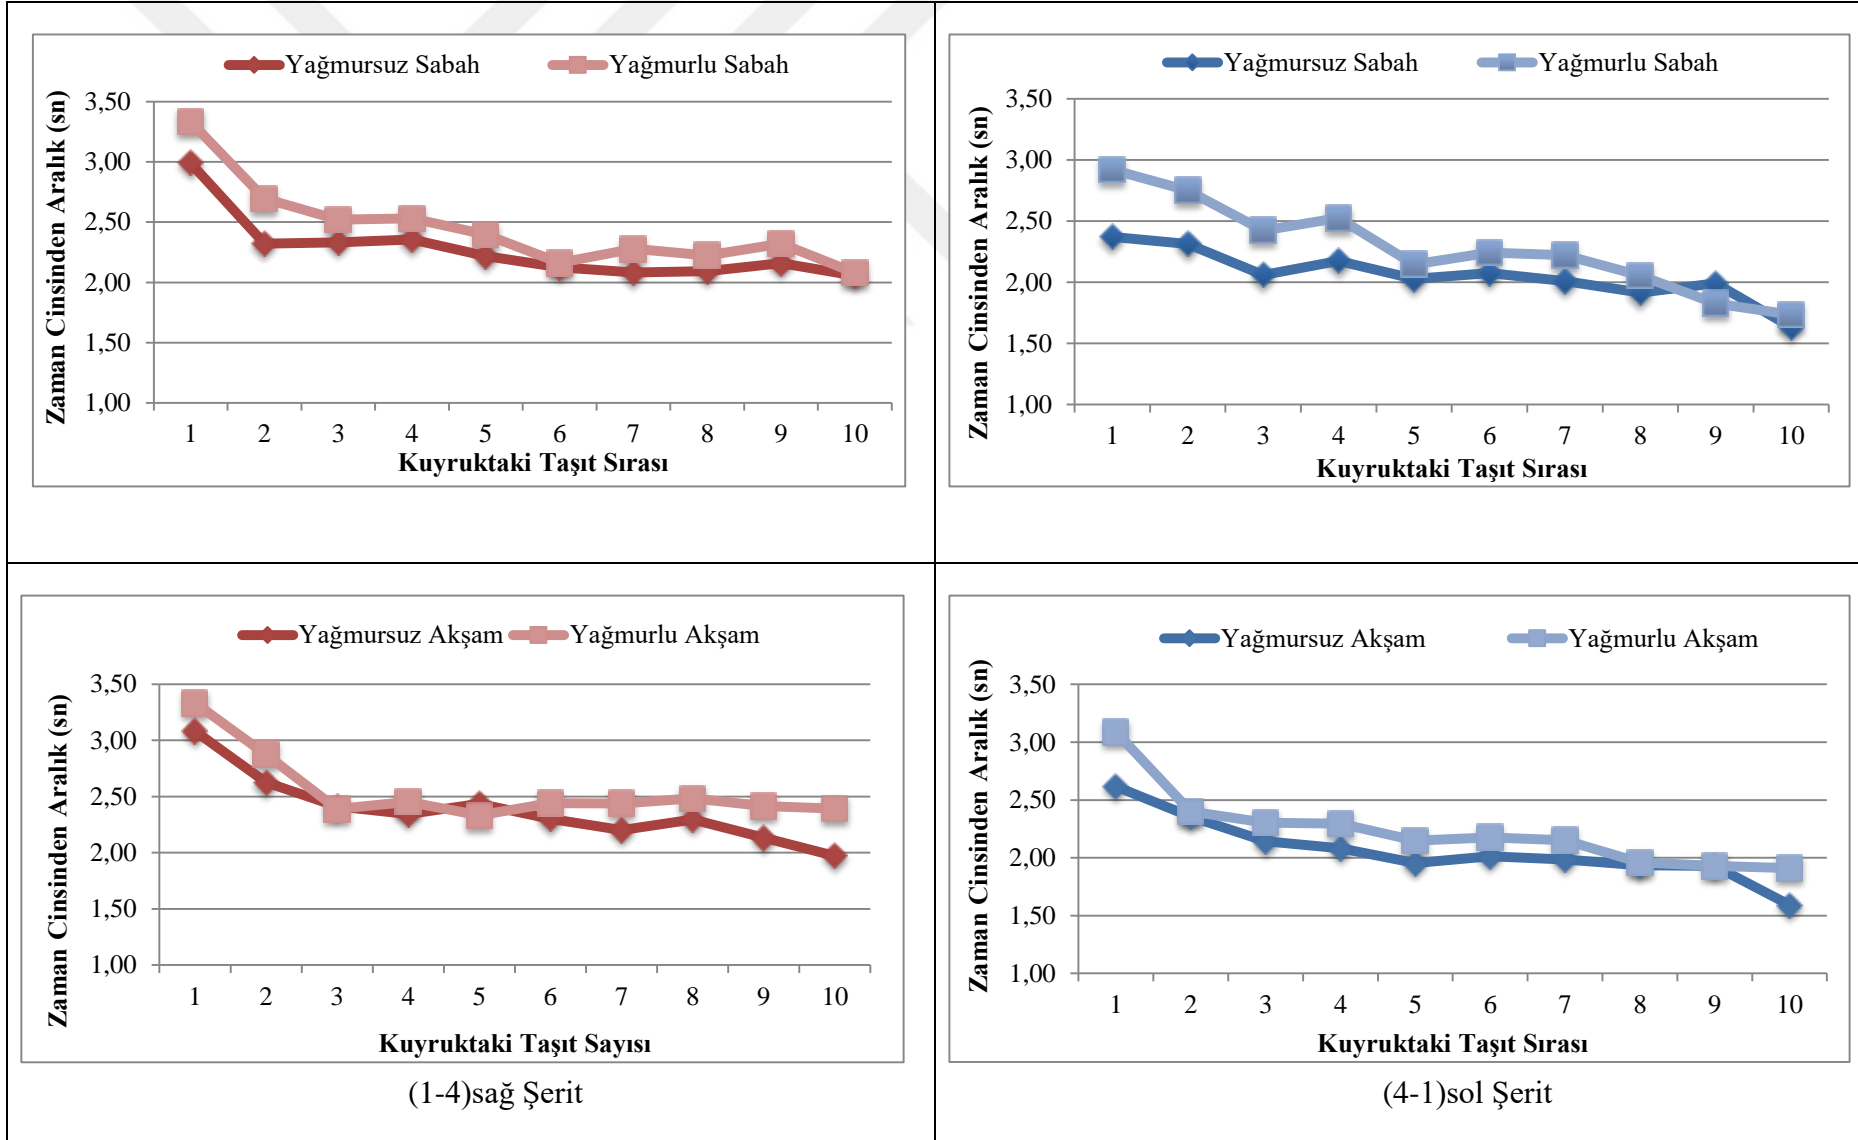 Yağmursuz Sabah Yağmurlu Sabah
Zaman Cinsinden Aralık (sn)
3,50
3,00
2,50
2,00
1,50
1,00
1 2 3 4 5 6 7 8 9 10
Kuyruktaki Taşıt Sırası
Yağmursuz Sabah Yağmurlu Sabah
Zaman Cinsinden Aralık (sn)
3,50
3,00
2,50
2,00
1,50
1,00
1 2 3 4 5 6 7 8 9 10
Kuyruktaki Taşıt Sırası
Yağmursuz Akşam Yağmurlu Akşam
Zaman Cinsinden Aralık (sn)
3,50
3,00
2,50
2,00
1,50
1,00
1 2 3 4 5 6 7 8 9 10
Kuyruktaki Taşıt Sayısı
(1-4)sağ Şerit
Yağmursuz Akşam Yağmurlu Akşam
Zaman Cinsinden Aralık (sn)
3,50
3,00
2,50
2,00
1,50
1,00
1 2 3 4 5 6 7 8 9 10
Kuyruktaki Taşıt Sırası
(4-1)sol Şerit